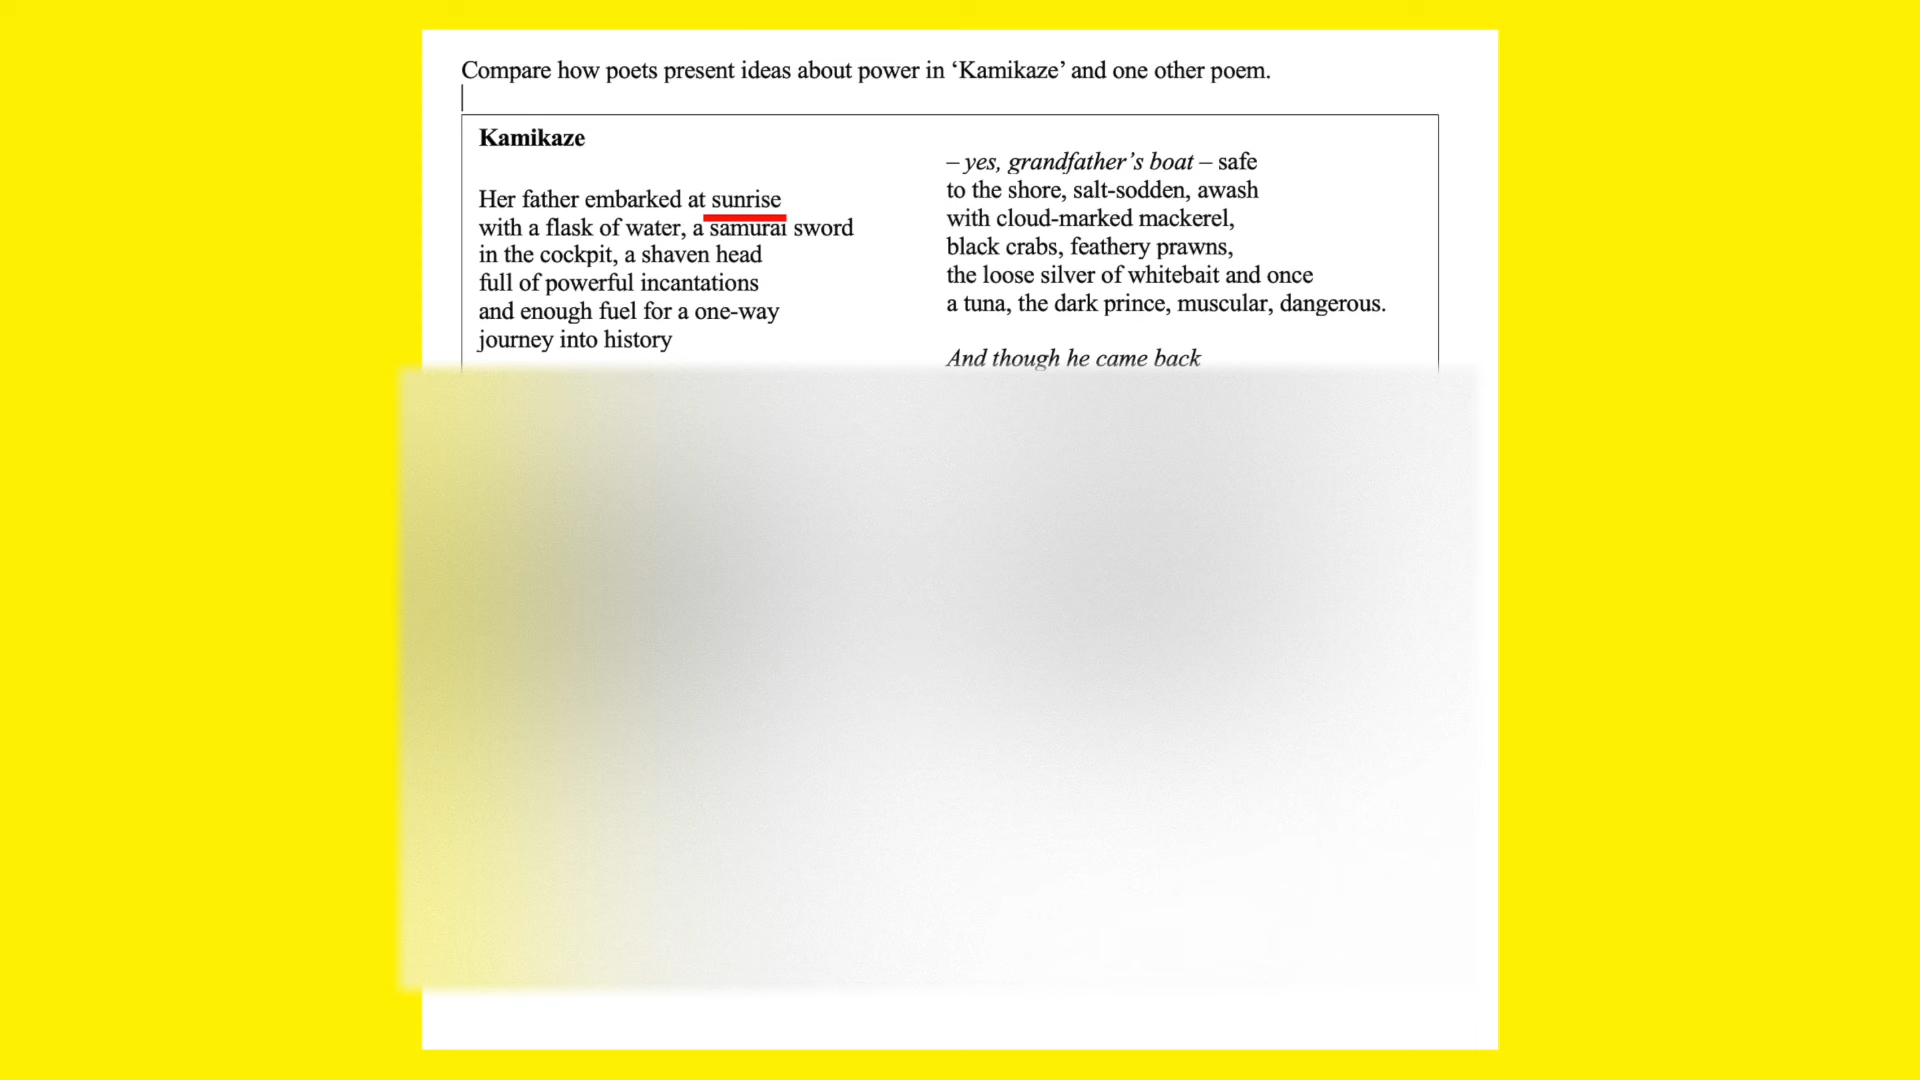 Compare how poets present ideas about power in ‘Kamikaze’ and one other poem.
Kamikaze
Her father embarked at sunrise
with a flask of water, a samurai sword
in the cockpit, a shaven head
full of powerful incantations
and enough fuel for a one-way
journey into history
– yes, grandfather’s boat – safe
to the shore, salt-sodden, awash
with cloud-marked mackerel,
black crabs, feathery prawns,
the loose silver of whitebait and once
a tuna, the dark prince, muscular, dangerous.
And though he came back